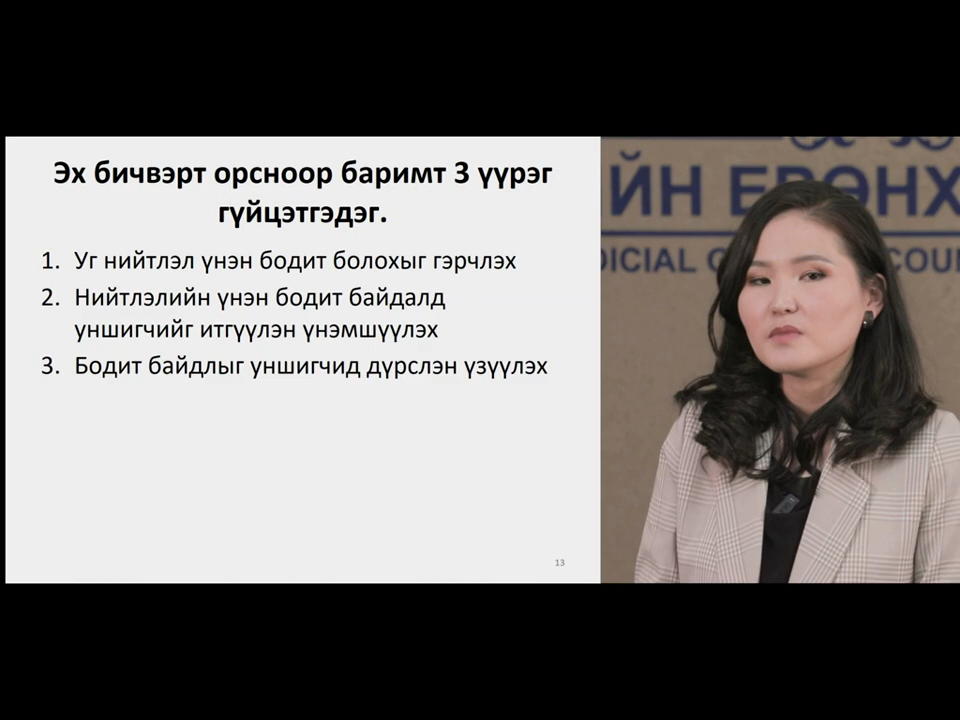 Эх бичвэрт орсноор баримт 3 үүрэг
гүйцэтгэдэг.
1. Уг нийтлэл үнэн бодит болохыг гэрчлэх
2. Нийтлэлийн үнэн бодит байдалд
уншигчийг итгүүлэн үнэмшүүлэх
3. Бодит байдлыг уншигчид дүрслэн үзүүлэх
13
ИЙН ЕРӨНХ
DICIAL G COUN